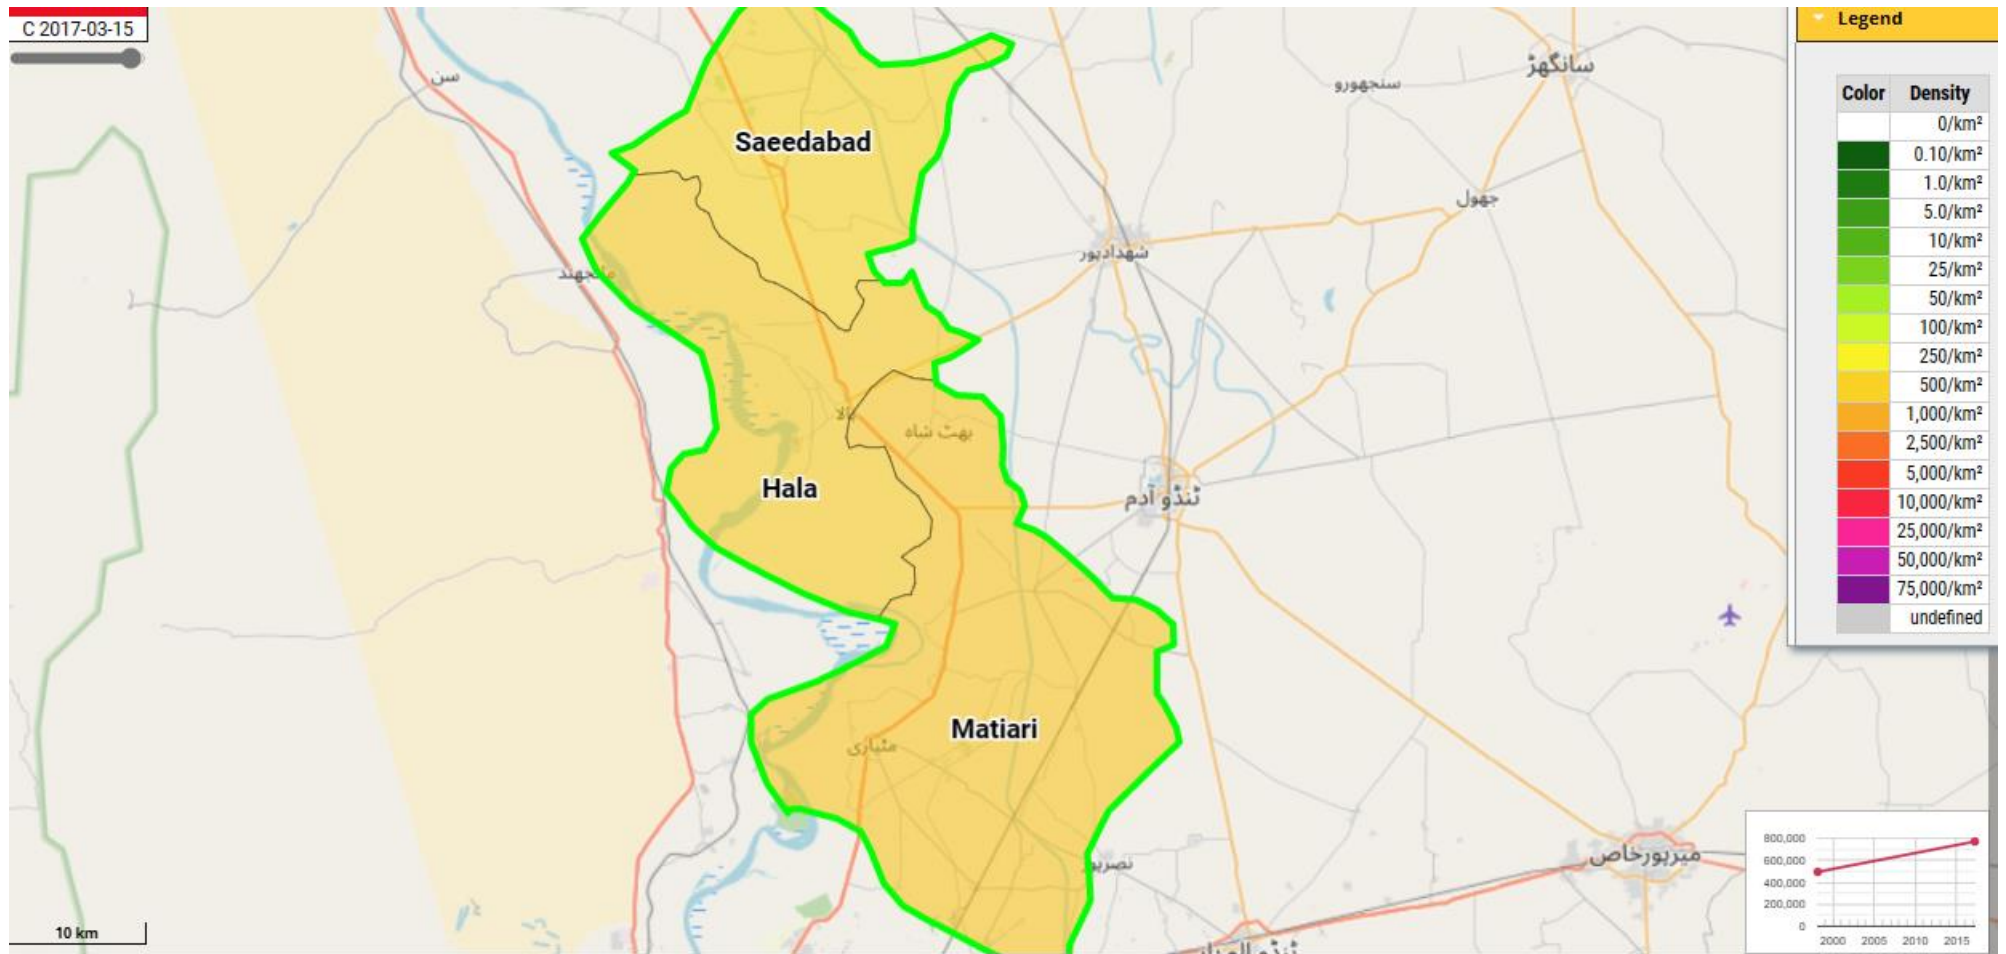 C 2017-03-15
سن
Saeedabad
سنجھورو
سانگھڑ
جھول
شهدادپور
مانجھند
ہالا
بھٹ شاہ
Hala
ٹنڈو آدم
Matiari
مٹیاری
نصرپور
میرپورخاص
10 km
Legend
Color Density
0/km²
0.10/km²
1.0/km²
5.0/km²
10/km²
25/km²
50/km²
100/km²
250/km²
500/km²
1,000/km²
2,500/km²
5,000/km²
10,000/km²
25,000/km²
50,000/km²
75,000/km²
undefined
800,000
600,000
400,000
200,000
0
2000 2005 2010 2015